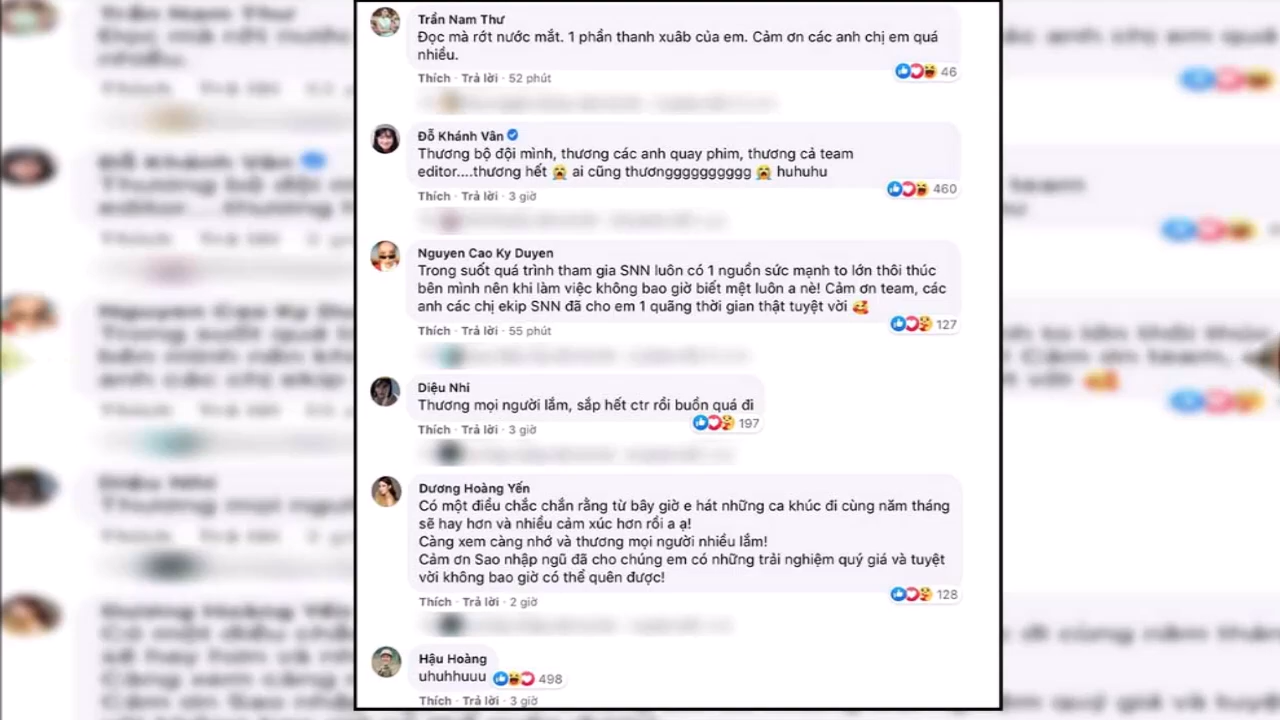 Trần Nam Thư
Đọc mà rớt nước mắt. 1 phần thanh xuâb của em. Cảm ơn các anh chị em quá
nhiều.
Thích · Trả lời · 52 phút
46
Đỗ Khánh Vân
Thương bộ đội mình, thương các anh quay phim, thương cả team
editor....thương hết 😭 ai cũng thươngggggggggg 😭 huhuhu
Thích · Trả lời · 3 giờ
460
Nguyen Cao Ky Duyen
Trong suốt quá trình tham gia SNN luôn có 1 nguồn sức mạnh to lớn thôi thúc
bên mình nên khi làm việc không bao giờ biết mệt luôn a nè! Cảm ơn team, các
anh các chị ekip SNN đã cho em 1 quãng thời gian thật tuyệt vời 🥰
Thích · Trả lời · 55 phút
127
Diệu Nhi
Thương mọi người lắm, sắp hết ctr rồi buồn quá đi
Thích · Trả lời · 3 giờ
197
Dương Hoàng Yến
Có một điều chắc chắn rằng từ bây giờ e hát những ca khúc đi cùng năm tháng
sẽ hay hơn và nhiều cảm xúc hơn rồi a ạ!
Càng xem càng nhớ và thương mọi người nhiều lắm!
Cảm ơn Sao nhập ngũ đã cho chúng em có những trải nghiệm quý giá và tuyệt
vời không bao giờ có thể quên được!
Thích · Trả lời · 2 giờ
128
Hậu Hoàng
uhuhhuuu
498
Thích · Trả lời · 3 giờ